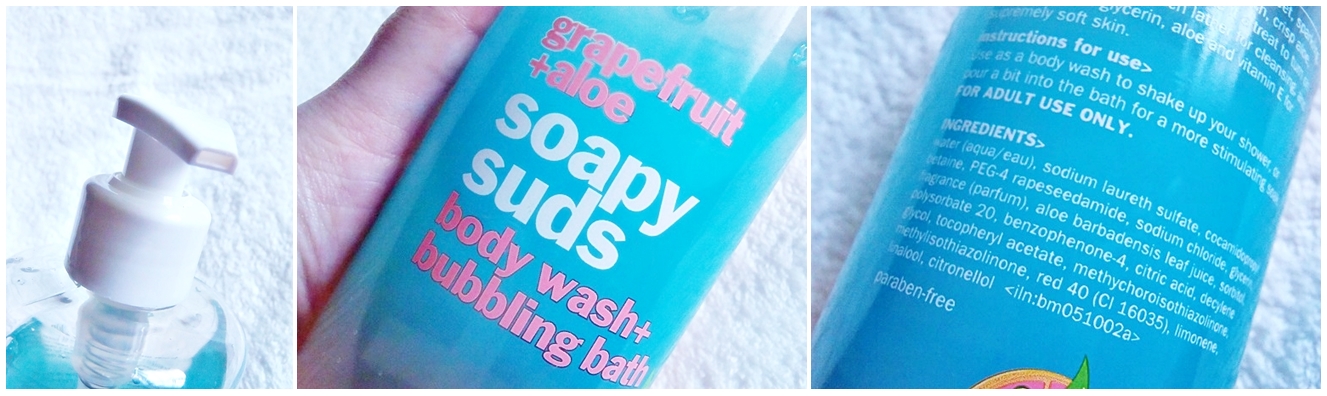 grapefruit
+aloe
soapy
suds
body wash+
bubbling bath
glycerin, aloe and vitamin E for
supremely soft skin.
instructions for use>
use as a body wash to shake up your shower, or
pour a bit into the bath for a more stimulating
FOR ADULT USE ONLY.
INGREDIENTS>
water (aqua/eau), sodium laureth sulfate, cocamidopropyl
betaine, PEG-4 rapeseedamide, sodium chloride, glycerin,
fragrance (parfum), aloe barbadensis leaf juice, sorbitol,
polysorbate 20, benzophenone-4, citric acid, decylene
glycol, tocopheryl acetate, methychoroisothiazolinone,
methylisothiazolinone, red 40 (CI 16035), limonene,
linalool, citronellol <iln:bm051002a>
paraben-free